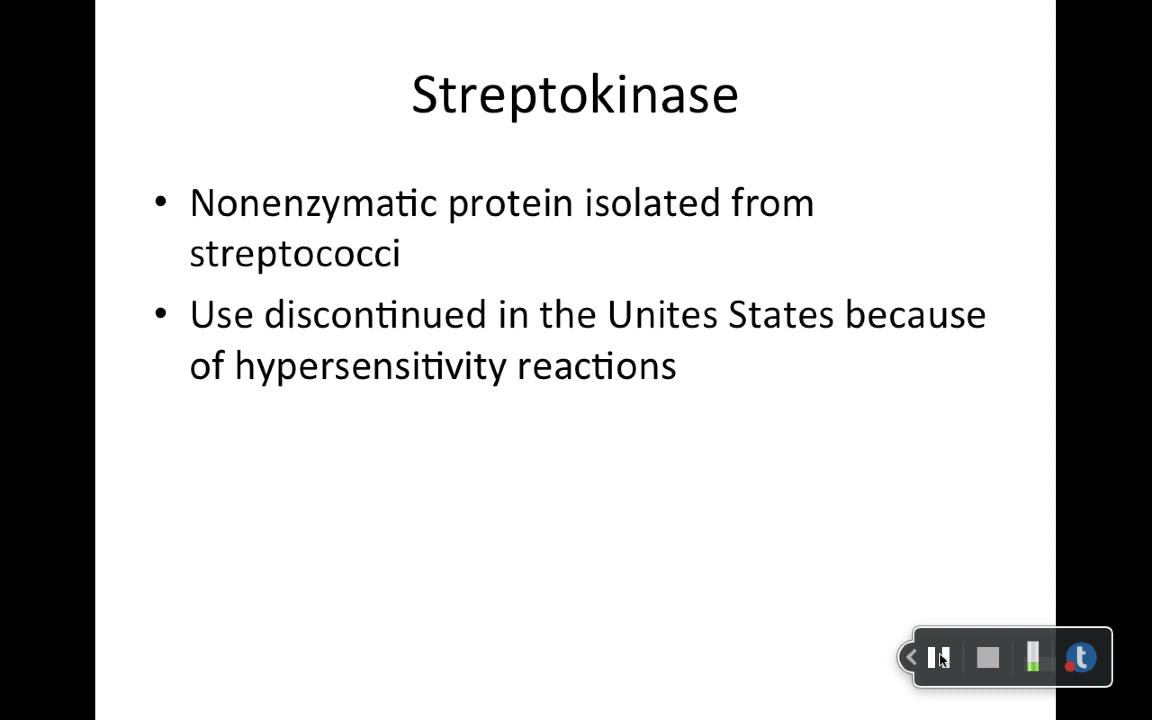 Streptokinase
• Nonenzymatic protein isolated from
streptococci
• Use discontinued in the Unites States because
of hypersensitivity reactions
t